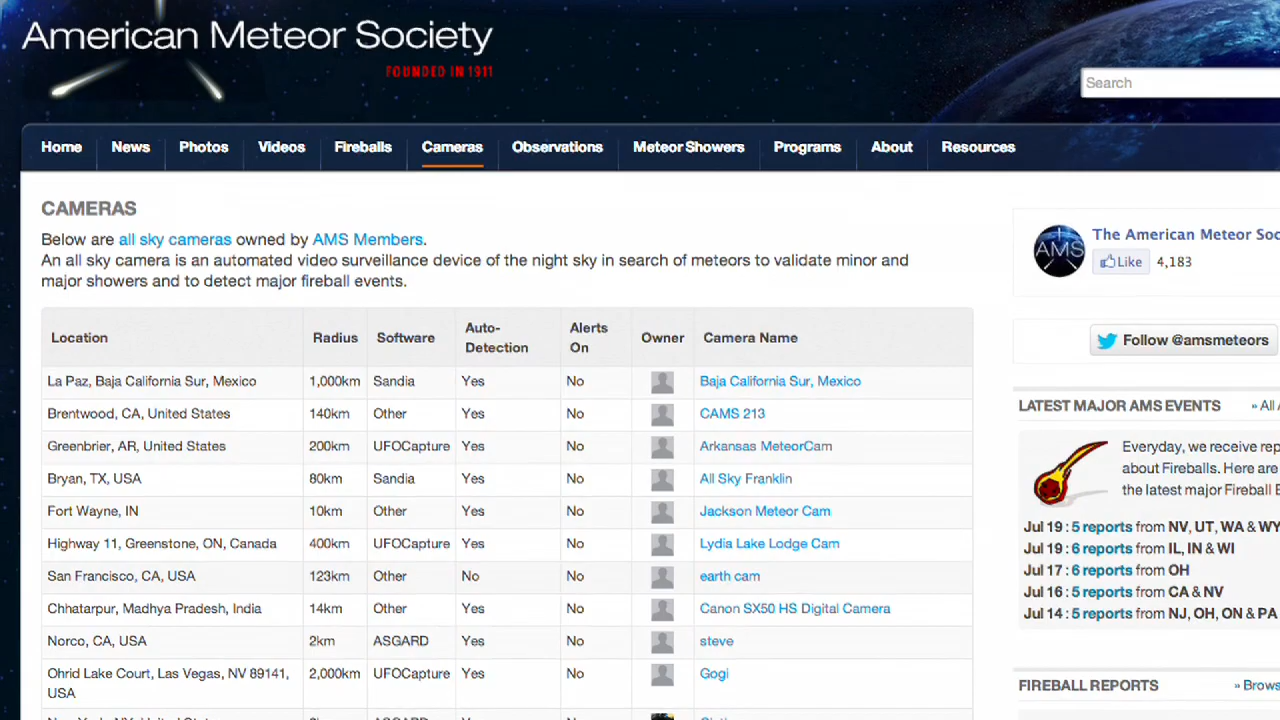 American Meteor Society
FOUNDED IN 1911
Search
Home News Photos Videos Fireballs Cameras Observations Meteor Showers Programs About Resources
CAMERAS
Below are all sky cameras owned by AMS Members.
An all sky camera is an automated video surveillance device of the night sky in search of meteors to validate minor and
major showers and to detect major fireball events.
Location Radius Software Auto-Detection Alerts On Owner Camera Name
La Paz, Baja California Sur, Mexico 1,000km Sandia Yes No Baja California Sur, Mexico
Brentwood, CA, United States 140km Other Yes No CAMS 213
Greenbrier, AR, United States 200km UFOCapture Yes No Arkansas MeteorCam
Bryan, TX, USA 80km Sandia Yes No All Sky Franklin
Fort Wayne, IN 10km Other Yes No Jackson Meteor Cam
Highway 11, Greenstone, ON, Canada 400km UFOCapture Yes No Lydia Lake Lodge Cam
San Francisco, CA, USA 123km Other No No earth cam
Chhatarpur, Madhya Pradesh, India 14km Other Yes No Canon SX50 HS Digital Camera
Norco, CA, USA 2km ASGARD Yes No steve
Ohrid Lake Court, Las Vegas, NV 89141, 2,000km UFOCapture Yes No Gogi
USA
AMS
The American Meteor Soc
Like 4,183
Follow @amsmeteors
LATEST MAJOR AMS EVENTS » All
Everyday, we receive rep
about Fireballs. Here are
the latest major Fireball E
Jul 19 : 5 reports from NV, UT, WA & WY
Jul 19 : 6 reports from IL, IN & WI
Jul 17 : 6 reports from OH
Jul 16 : 5 reports from CA & NV
Jul 14 : 5 reports from NJ, OH, ON & PA
FIREBALL REPORTS » Brows